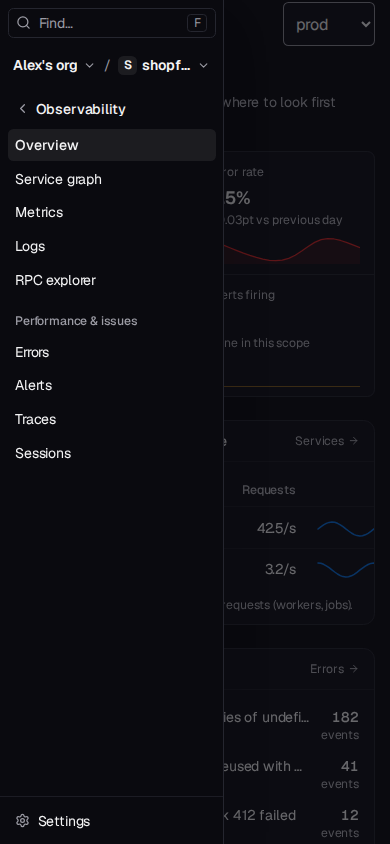 Find...
F
Alex's org / S shopf...
Observability
Overview
Service graph
Metrics
Logs
RPC explorer
Performance & issues
Errors
Alerts
Traces
Sessions
Settings
prod
where to look first
ror rate
.5%
0.03pt vs previous day
erts firing
ne in this scope
Services →
Requests
42.5/s
3.2/s
requests (workers, jobs).
Errors →
ies of undefi... 182
events
eused with ... 41
events
k 412 failed 12
events